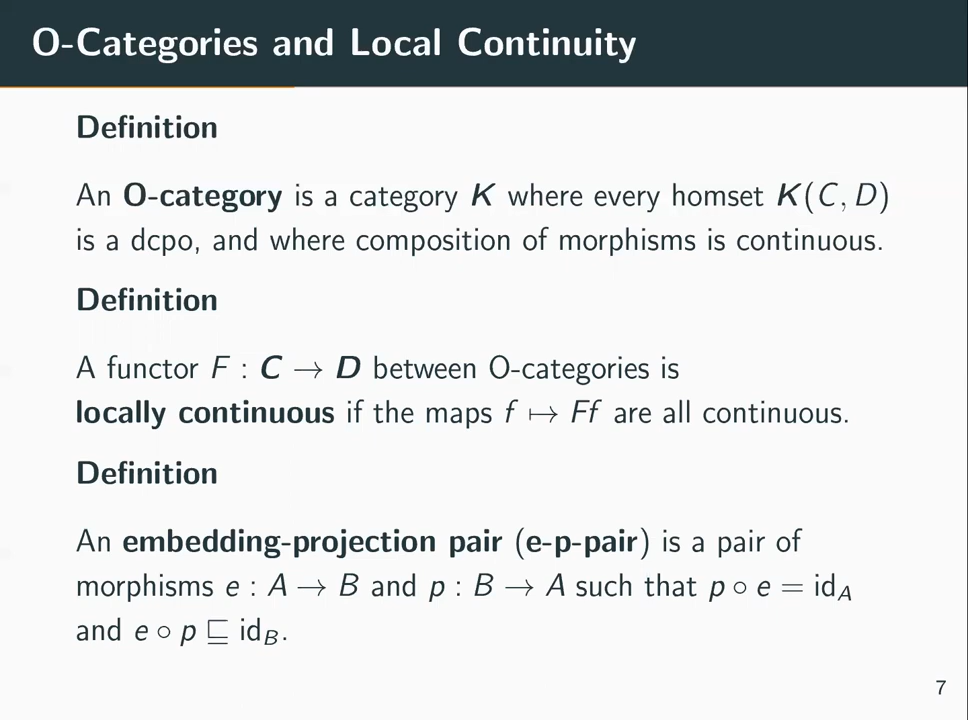 O-Categories and Local Continuity
Definition
An O-category is a category K where every homset K(C, D)
is a dcpo, and where composition of morphisms is continuous.
Definition
A functor F : C → D between O-categories is
locally continuous if the maps f ↦ Ff are all continuous.
Definition
An embedding-projection pair (e-p-pair) is a pair of
morphisms e : A → B and p : B → A such that p ∘ e = id_A
and e ∘ p ⊑ id_B.
7